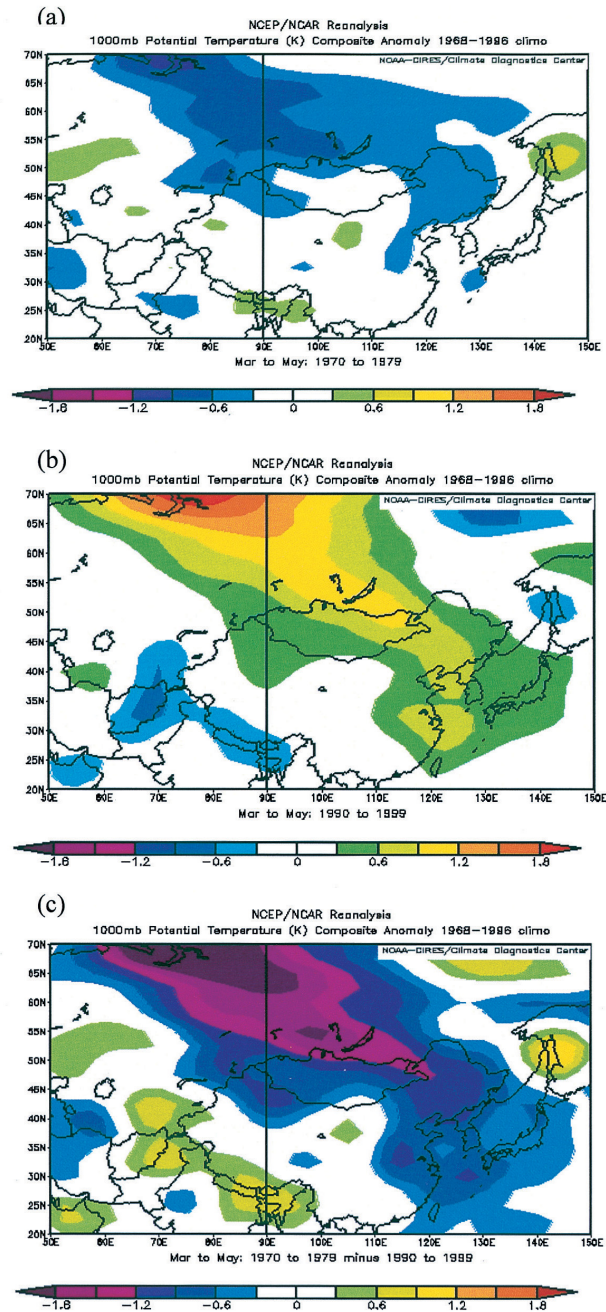 (a)
NCEP/NCAR Reanalysis
1000mb Potential Temperature (K) Composite Anomaly 1968-1996 climo
NOAA-CIRES/Climate Diagnostics Center
70N
65N
60N
55N
50N
45N
40N
35N
30N
25N
20N
50E 60E 70E 80E 90E 100E 110E 120E 130E 140E 150E
Mar to May: 1970 to 1979
-1.8 -1.2 -0.6 0 0.6 1.2 1.8
(b)
NCEP/NCAR Reanalysis
1000mb Potential Temperature (K) Composite Anomaly 1968-1996 climo
NOAA-CIRES/Climate Diagnostics Center
70N
65N
60N
55N
50N
45N
40N
35N
30N
25N
20N
50E 60E 70E 80E 90E 100E 110E 120E 130E 140E 150E
Mar to May: 1990 to 1999
-1.8 -1.2 -0.6 0 0.6 1.2 1.8
(c)
NCEP/NCAR Reanalysis
1000mb Potential Temperature (K) Composite Anomaly 1968-1996 climo
NOAA-CIRES/Climate Diagnostics Center
70N
65N
60N
55N
50N
45N
40N
35N
30N
25N
20N
50E 60E 70E 80E 90E 100E 110E 120E 130E 140E 150E
Mar to May: 1970 to 1979 minus 1990 to 1999
-1.8 -1.2 -0.6 0 0.6 1.2 1.8